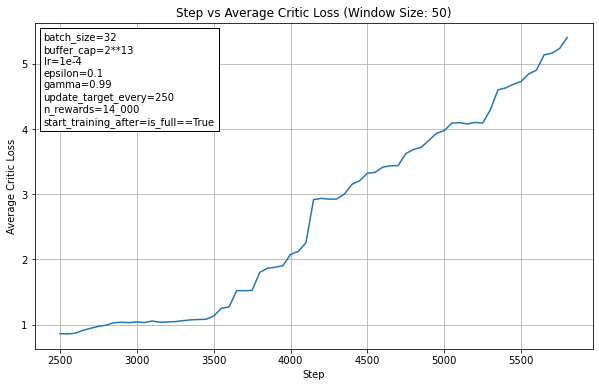 Step vs Average Critic Loss (Window Size: 50)
batch_size=32
buffer_cap=2**13
lr=1e-4
epsilon=0.1
gamma=0.99
update_target_every=250
n_rewards=14_000
start_training_after=is_full==True
Average Critic Loss
5
4
3
2
1
2500 3000 3500 4000 4500 5000 5500
Step